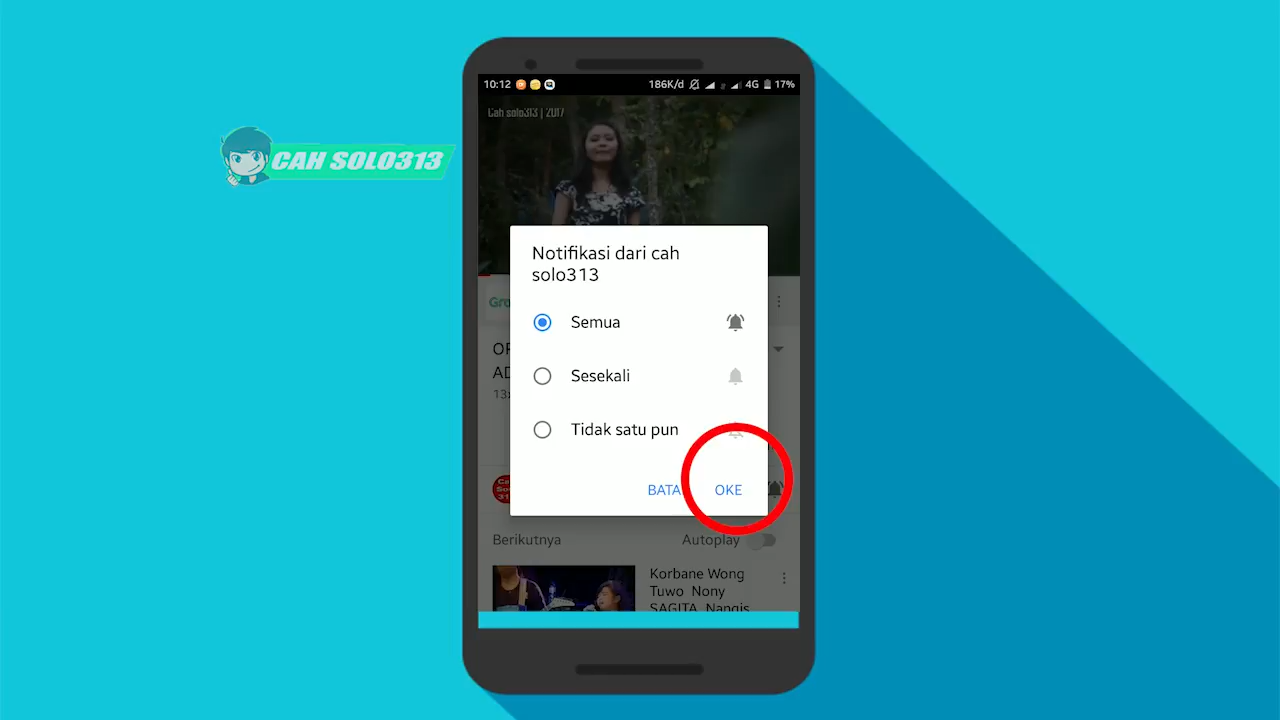 10:12 186K/d 4G 17%
Cah solo313 | 2017
CAH SOLO313
Notifikasi dari cah
solo313
Semua
Sesekali
Tidak satu pun
BATA OKE
Berikutnya Autoplay
Korbane Wong
Tuwo Nony
SAGITA Nangis